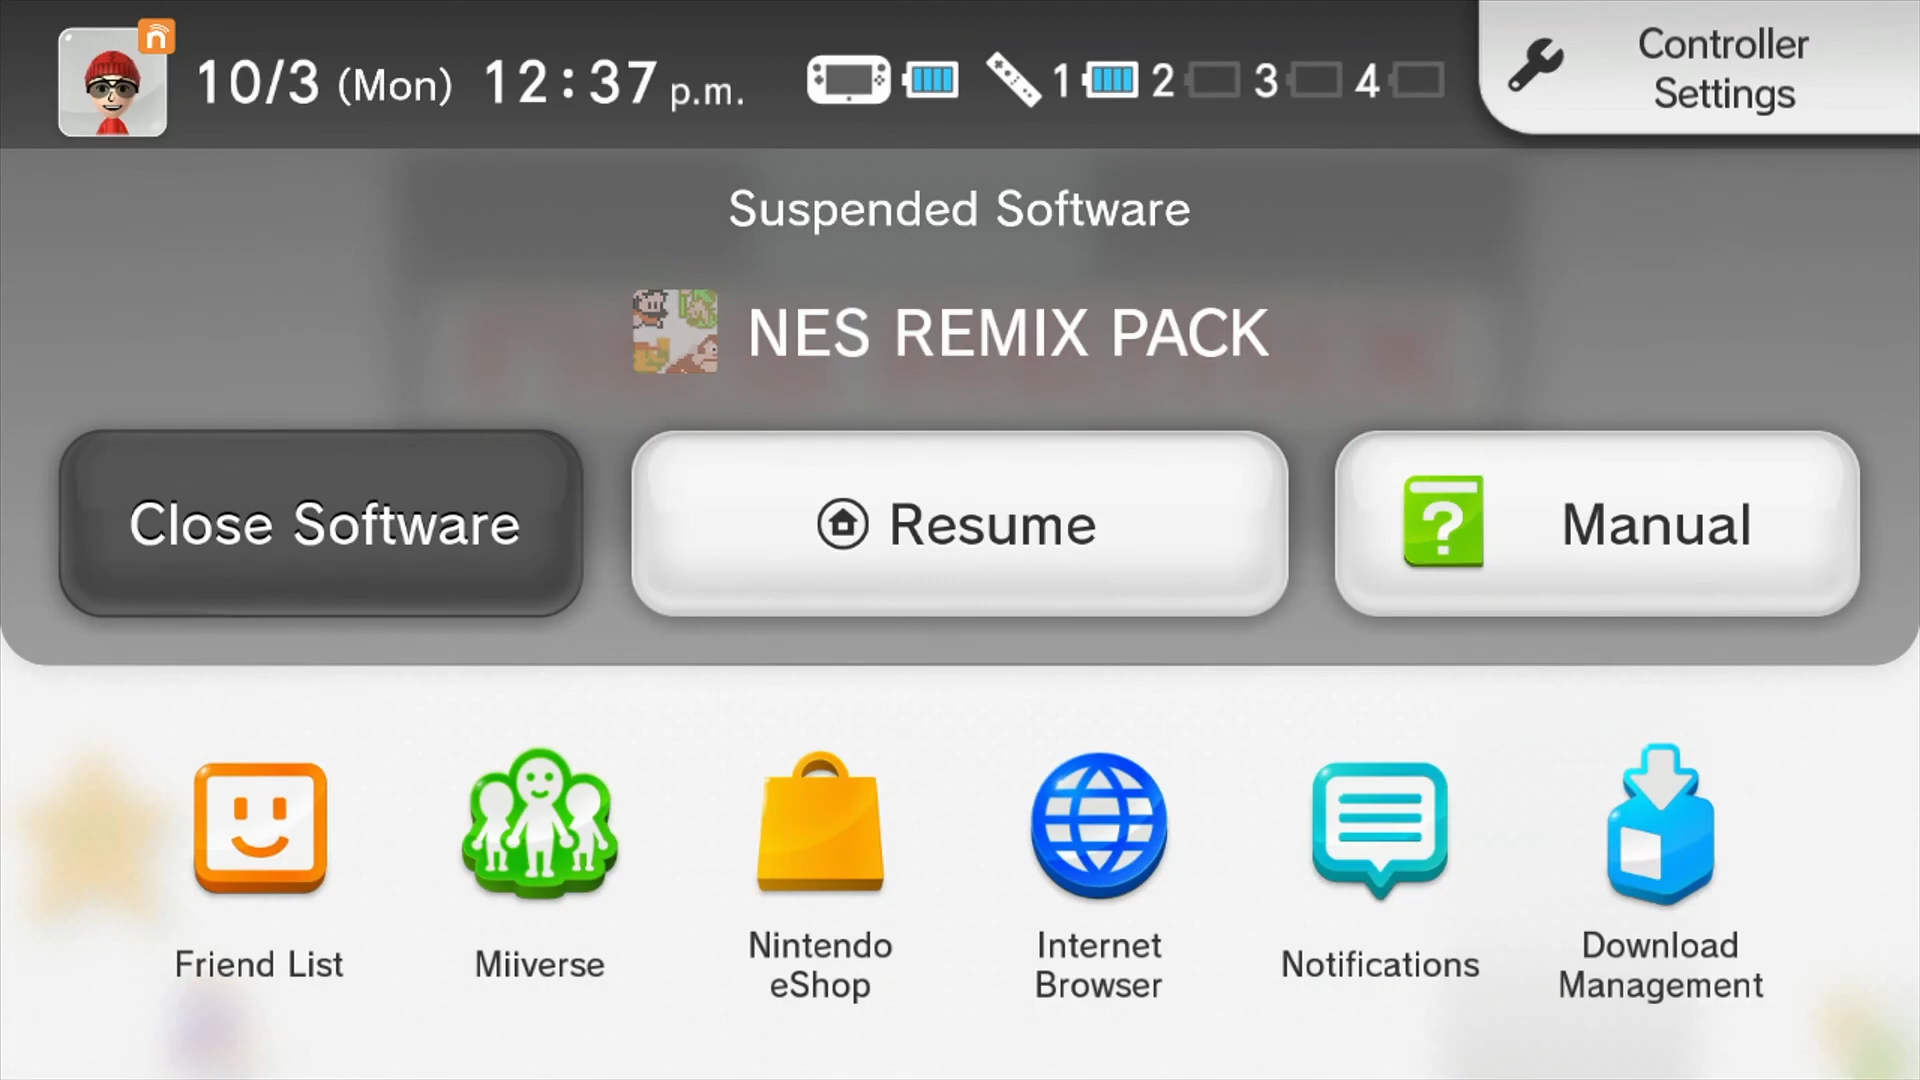 10/3 (Mon) 12:37 p.m.
1 2 3 4
Controller
Settings
Suspended Software
NES REMIX PACK
Close Software
Resume
? Manual
Friend List
Miiverse
Nintendo
eShop
Internet
Browser
Notifications
Download
Management